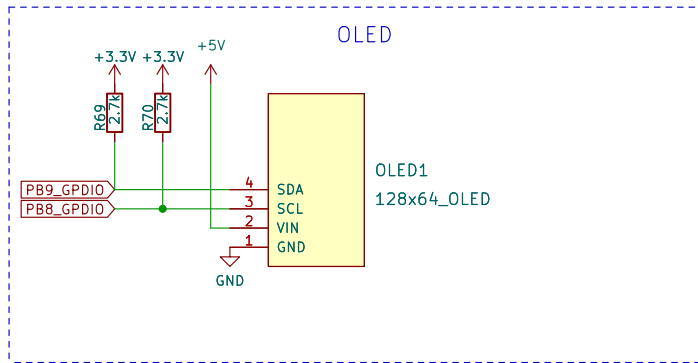 OLED
+5V
+3.3V
+3.3V
R69
2.7k
R70
2.7k
OLED1
128x64_OLED
PB9_GPDIO
4
SDA
PB8_GPDIO
3
SCL
2
VIN
1
GND
GND